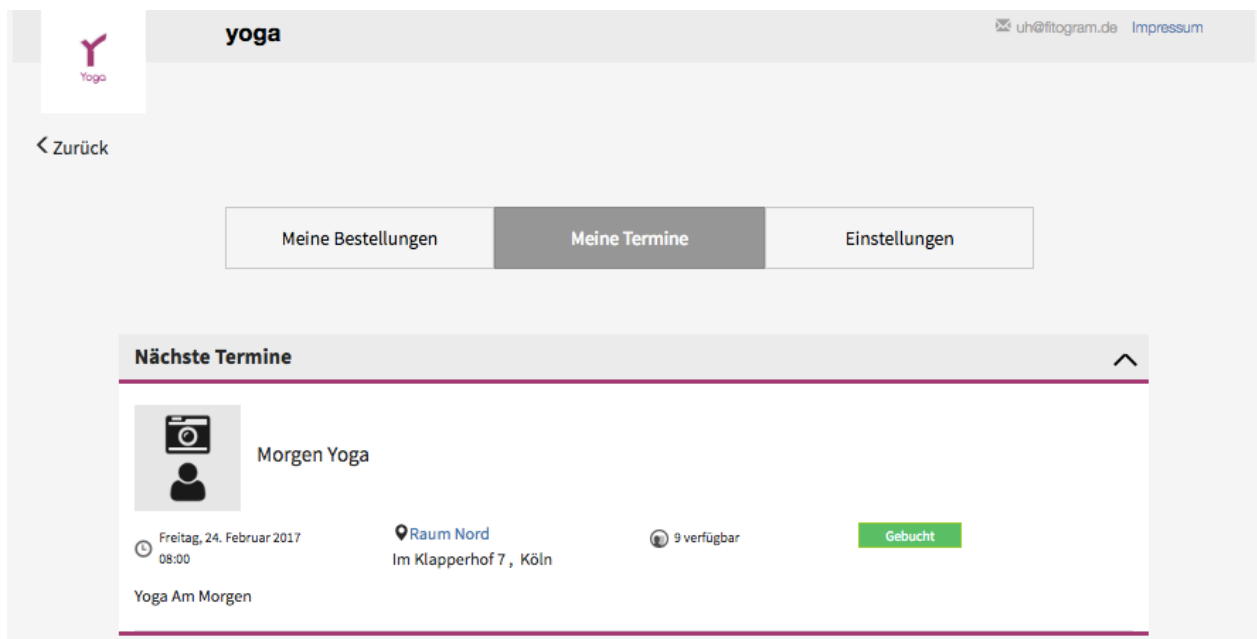 Yoga
yoga
uh@fitogram.de Impressum
Zurück
Meine Bestellungen
Meine Termine
Einstellungen
Nächste Termine
Morgen Yoga
Freitag, 24. Februar 2017
08:00
Raum Nord
Im Klapperhof 7 , Köln
9 verfügbar
Gebucht
Yoga Am Morgen